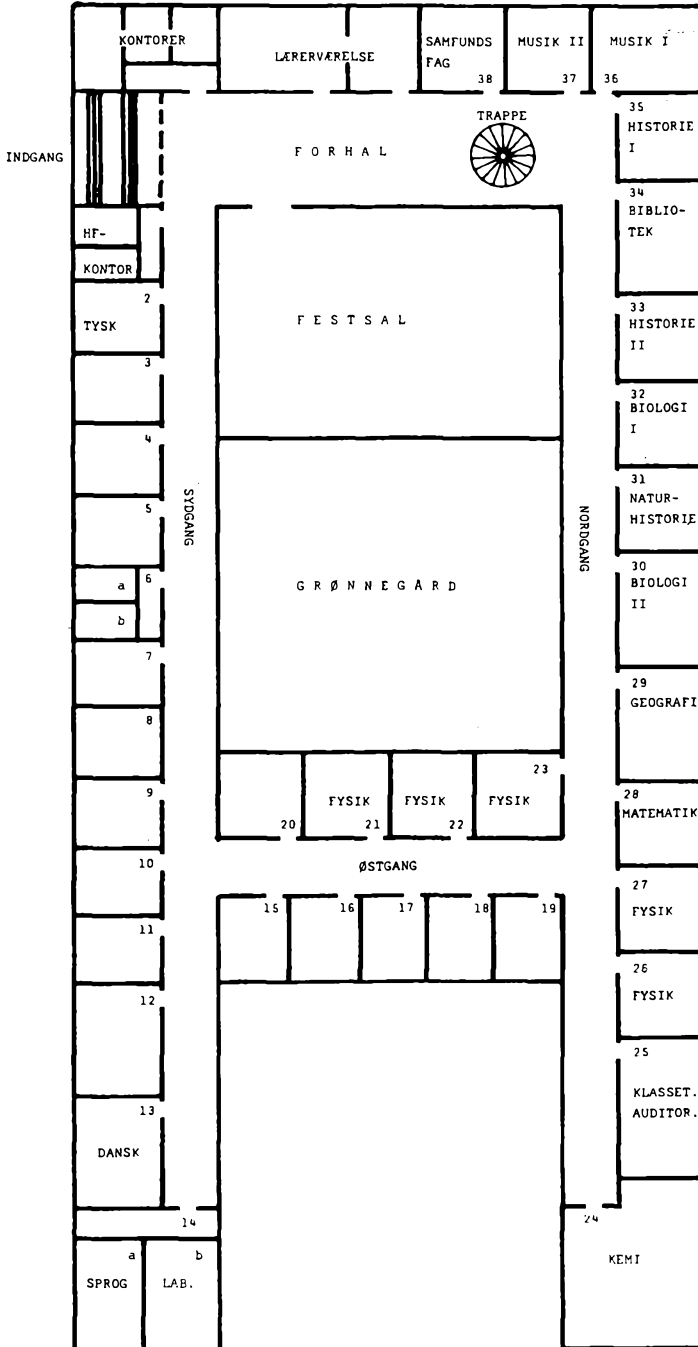 KONTORER
LÆRERVÆRELSE
SAMFUNDS
FAG
38
MUSIK II
37
MUSIK I
36
INDGANG
FORHAL
TRAPPE
35
HISTORIE
I
34
BIBLIO-
TEK
HF-
KONTOR
2
TYSK
FESTSAL
33
HISTORIE
II
3
32
BIOLOGI
I
4
31
NATUR-
HISTORIE
5
SYDGANG
NORDGANG
6
a
b
GRØNNEGÅRD
30
BIOLOGI
II
7
29
GEOGRAFI
8
9
20
FYSIK
21
FYSIK
22
23
FYSIK
28
MATEMATIK
10
ØSTGANG
27
FYSIK
11
15
16
17
18
19
26
FYSIK
12
25
KLASSET.
AUDITOR.
13
DANSK
14
24
a
SPROG
b
LAB.
KEMI